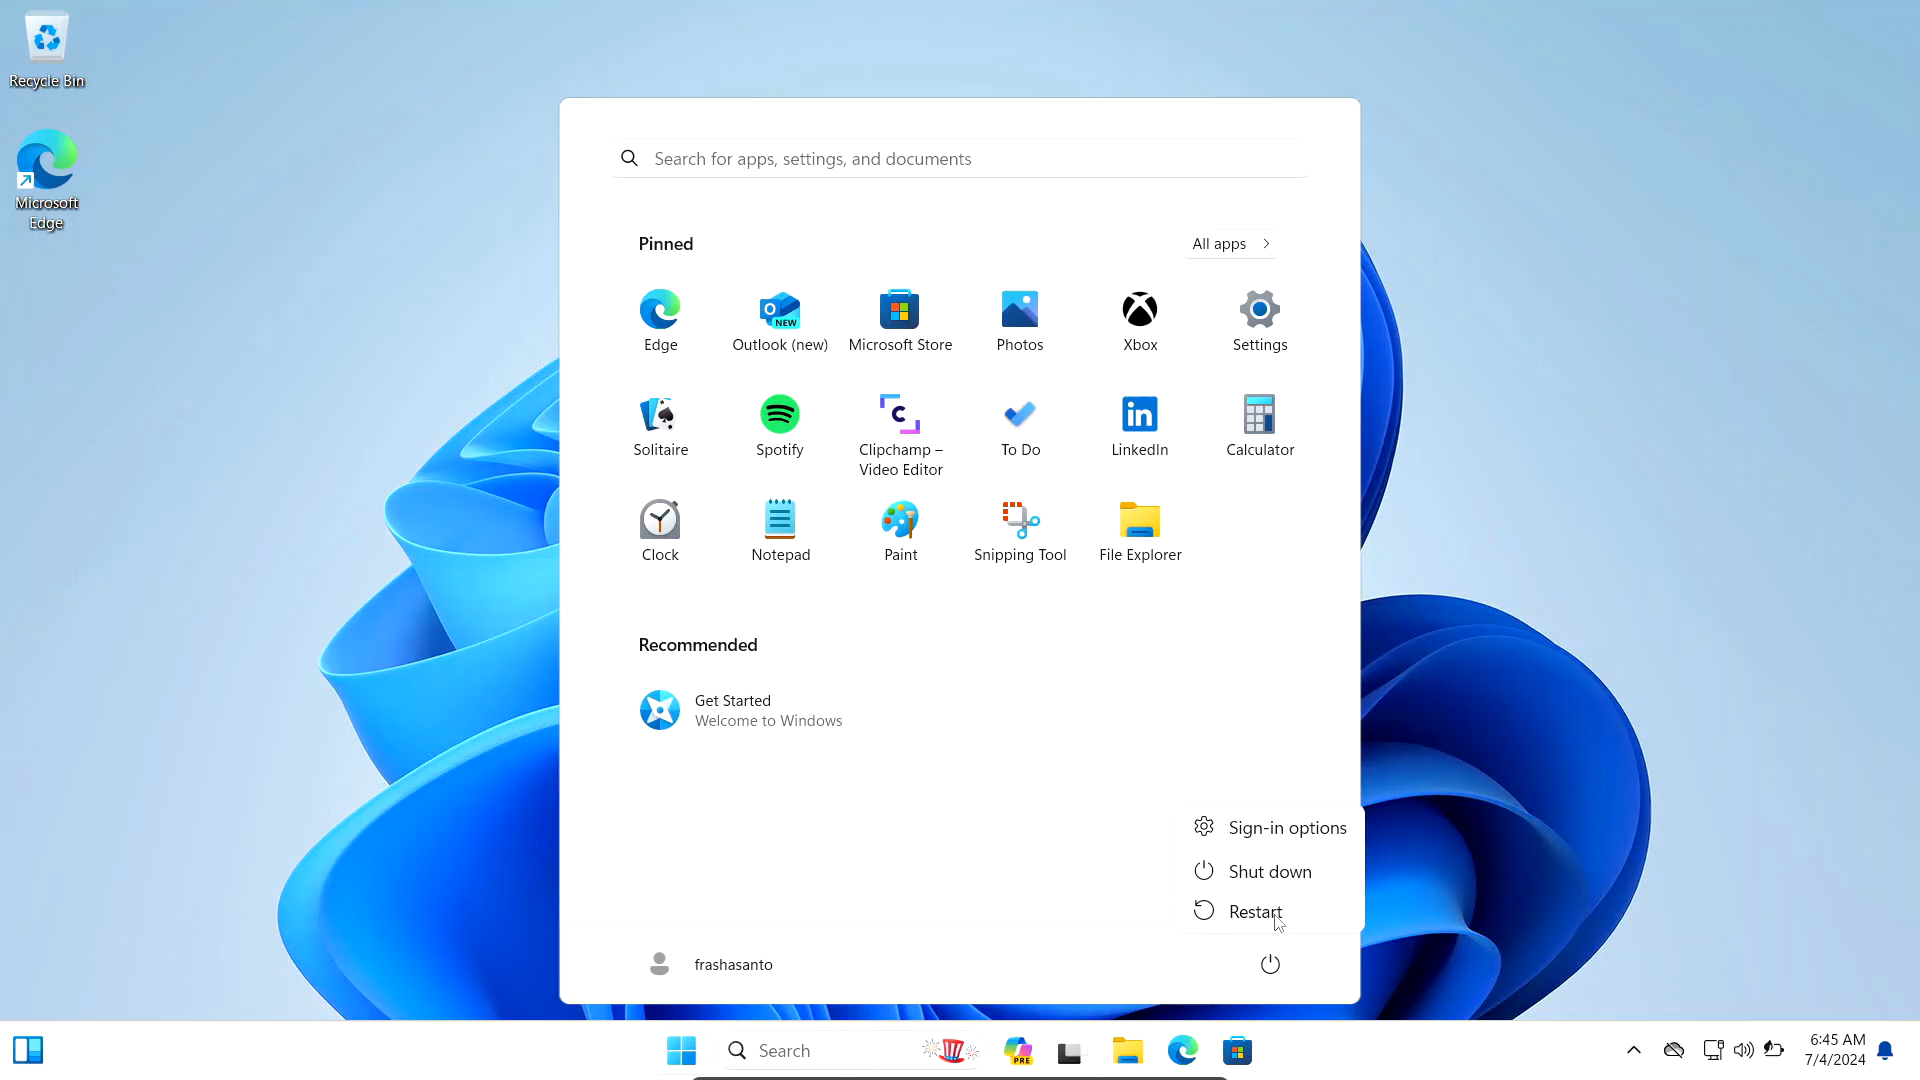 Recycle Bin
Microsoft
Edge
Search for apps, settings, and documents
Pinned
All apps
Edge
Outlook (new)
Microsoft Store
Photos
Xbox
Settings
Solitaire
Spotify
Clipchamp –
Video Editor
To Do
LinkedIn
Calculator
Clock
Notepad
Paint
Snipping Tool
File Explorer
Recommended
Get Started
Welcome to Windows
Sign-in options
Shut down
Restart
frashasanto
Search
PRE
6:45 AM
7/4/2024
O
NEW
C
in